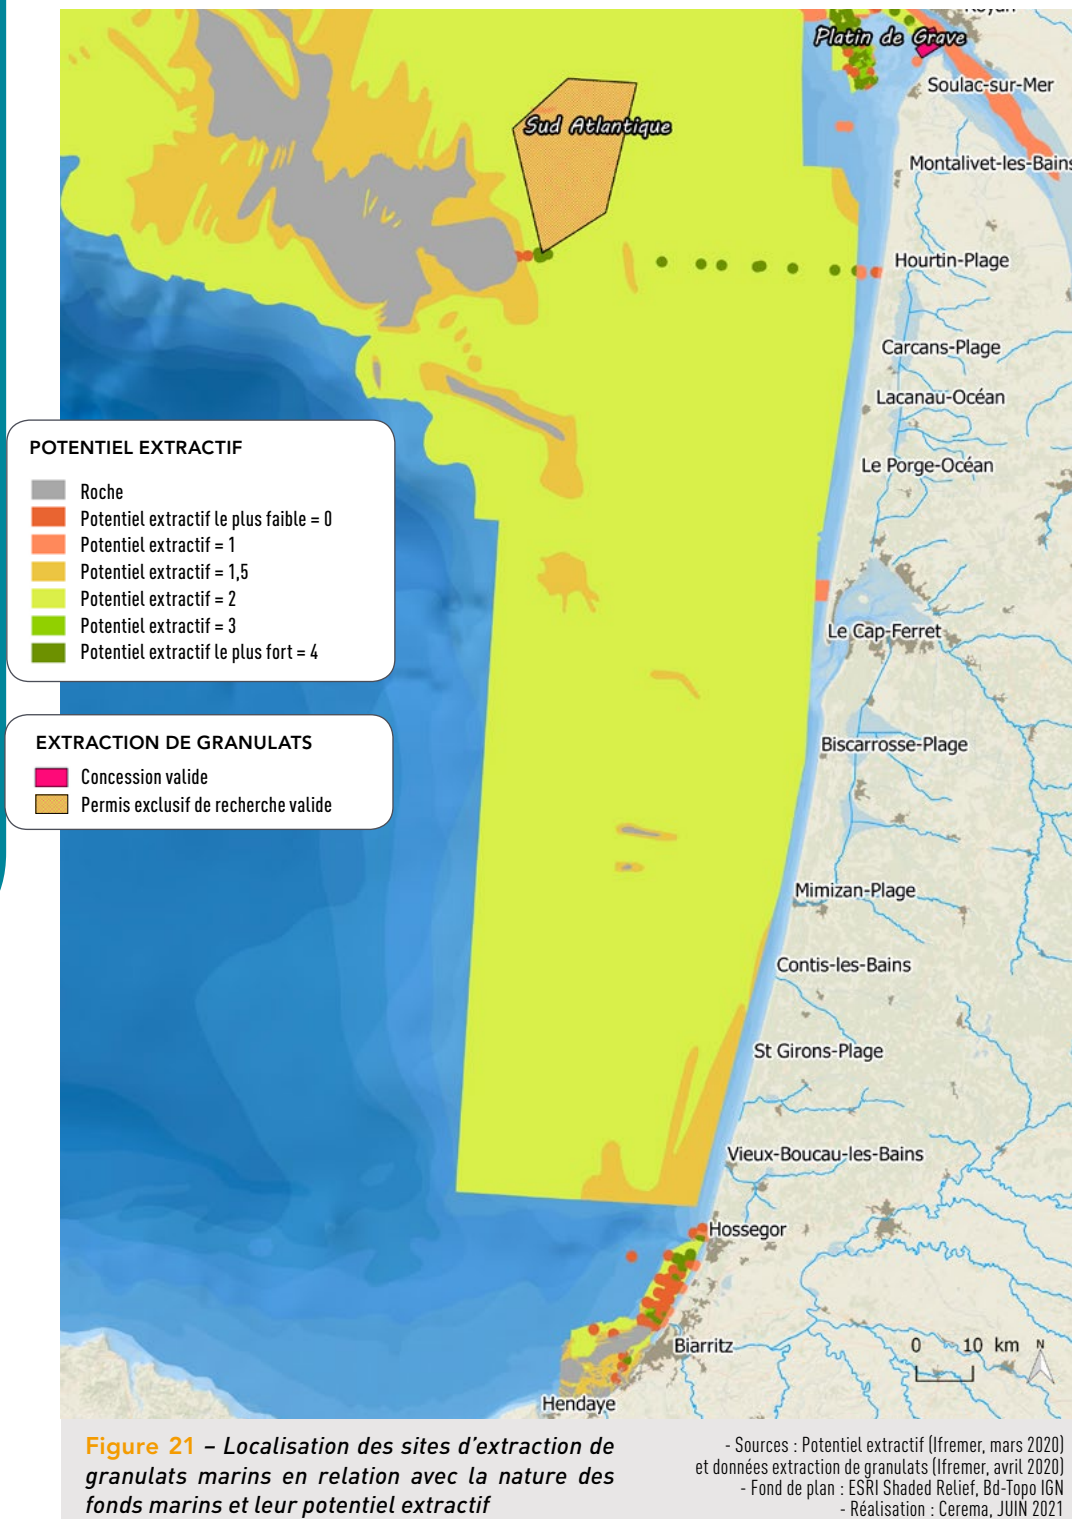 Royan
Platin de Grave
Soulac-sur-Mer
Sud Atlantique
Montalivet-les-Bains
Hourtin-Plage
Carcans-Plage
Lacanau-Océan
Le Porge-Océan
POTENTIEL EXTRACTIF
Roche
Potentiel extractif le plus faible = 0
Potentiel extractif = 1
Potentiel extractif = 1,5
Potentiel extractif = 2
Potentiel extractif = 3
Potentiel extractif le plus fort = 4
Le Cap-Ferret
EXTRACTION DE GRANULATS
Concession valide
Permis exclusif de recherche valide
Biscarrosse-Plage
Mimizan-Plage
Contis-les-Bains
St Girons-Plage
Vieux-Boucau-les-Bains
Hossegor
Biarritz
0 10 km N
Hendaye
Figure 21 – Localisation des sites d'extraction de
granulats marins en relation avec la nature des
fonds marins et leur potentiel extractif
- Sources : Potentiel extractif (Ifremer, mars 2020)
et données extraction de granulats (Ifremer, avril 2020)
- Fond de plan : ESRI Shaded Relief, Bd-Topo IGN
- Réalisation : Cerema, JUIN 2021